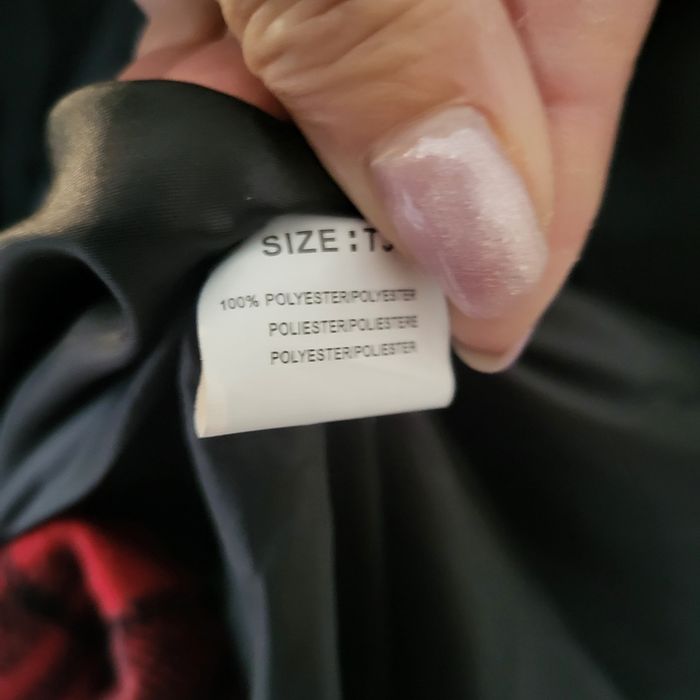 SIZE:
100% POLYESTER/POLYESTER
POLIESTER/POLIESTERE
POLYESTER/POLIESTER